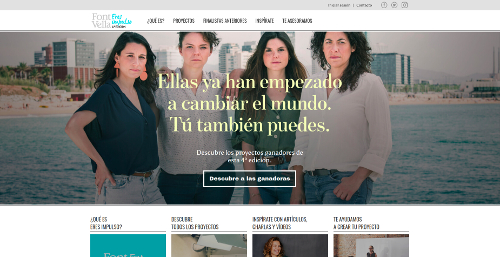 Contacto
Font Vella
Eres impulso
¿QUÉ ES?
PROYECTOS
FINALISTAS ANTERIORES
INSPÍRATE
TE ASESORAMOS
Ellas ya han empezado
a cambiar el mundo.
Tú también puedes.
Descubre los proyectos ganadores de
esta 4ª edición.
Descubre a las ganadoras
¿QUÉ ES
ERES IMPULSO?
DESCUBRE
TODOS LOS PROYECTOS
INSPÍRATE CON ARTÍCULOS,
CHARLAS Y VÍDEOS
TE AYUDAMOS
A CREAR TU PROYECTO
Font